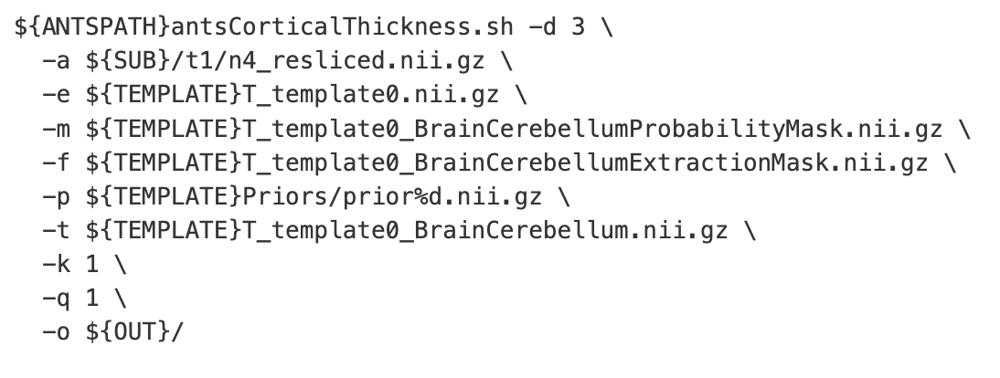 ${ANTSPATH}antsCorticalThickness.sh -d 3 \
-a ${SUB}/t1/n4_resliced.nii.gz \
-e ${TEMPLATE}T_template0.nii.gz \
-m ${TEMPLATE}T_template0_BrainCerebellumProbabilityMask.nii.gz \
-f ${TEMPLATE}T_template0_BrainCerebellumExtractionMask.nii.gz \
-p ${TEMPLATE}Priors/prior%d.nii.gz \
-t ${TEMPLATE}T_template0_BrainCerebellum.nii.gz \
-k 1 \
-q 1 \
-o ${OUT}/